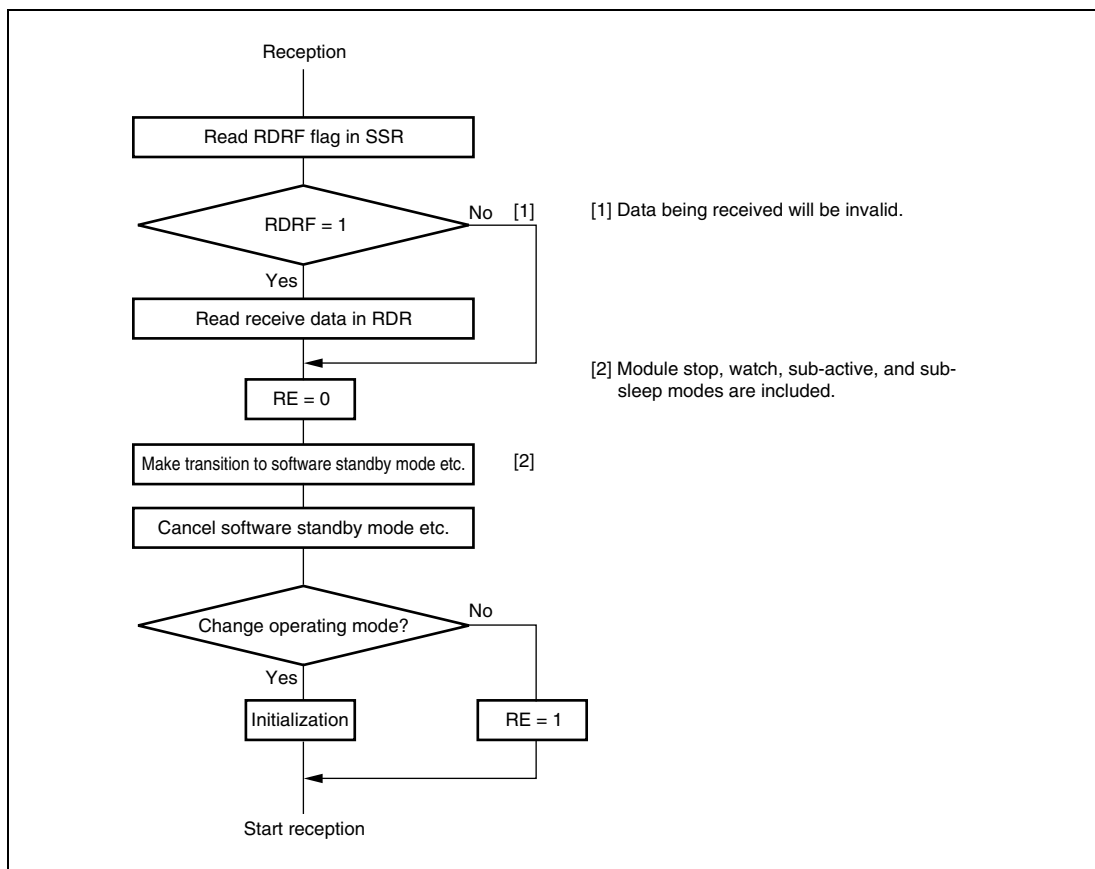 Reception
Read RDRF flag in SSR
RDRF = 1
No [1]
[1] Data being received will be invalid.
Yes
Read receive data in RDR
RE = 0
[2] Module stop, watch, sub-active, and sub-
sleep modes are included.
Make transition to software standby mode etc.
[2]
Cancel software standby mode etc.
Change operating mode?
No
Yes
Initialization
RE = 1
Start reception